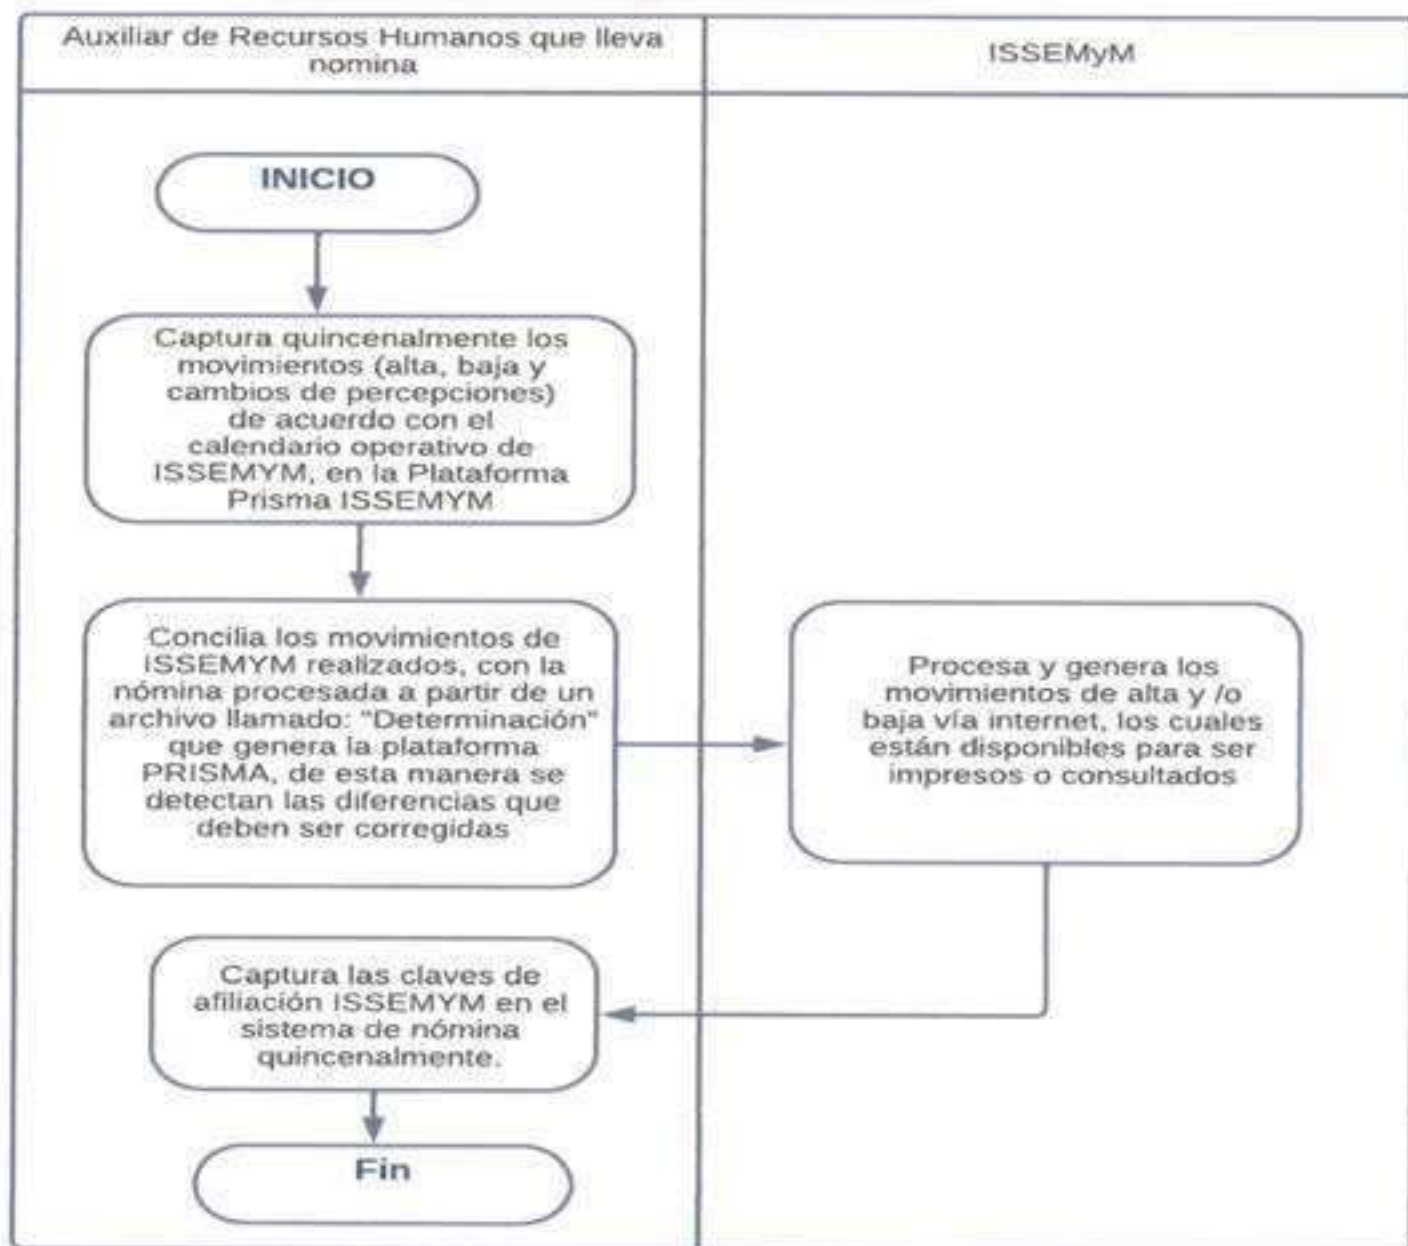 Auxiliar de Recursos Humanos que lleva
nomina
ISSEMyM
INICIO
Captura quincenalmente los
movimientos (alta, baja y
cambios de percepciones)
de acuerdo con el
calendario operativo de
ISSEMYM, en la Plataforma
Prisma ISSEMYM
Concilia los movimientos de
ISSEMYM realizados, con la
nómina procesada a partir de un
archivo llamado: "Determinación"
que genera la plataforma
PRISMA, de esta manera se
detectan las diferencias que
deben ser corregidas
Procesa y genera los
movimientos de alta y /o
baja vía internet, los cuales
están disponibles para ser
impresos o consultados
Captura las claves de
afiliación ISSEMYM en el
sistema de nómina
quincenalmente.
Fin